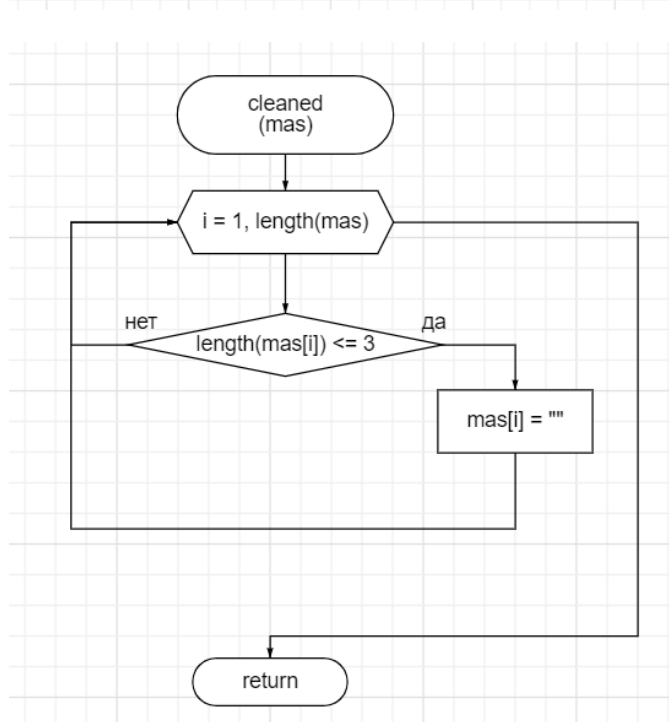 cleaned
(mas)
i = 1, length(mas)
нет
да
length(mas[i]) <= 3
mas[i] = ""
return